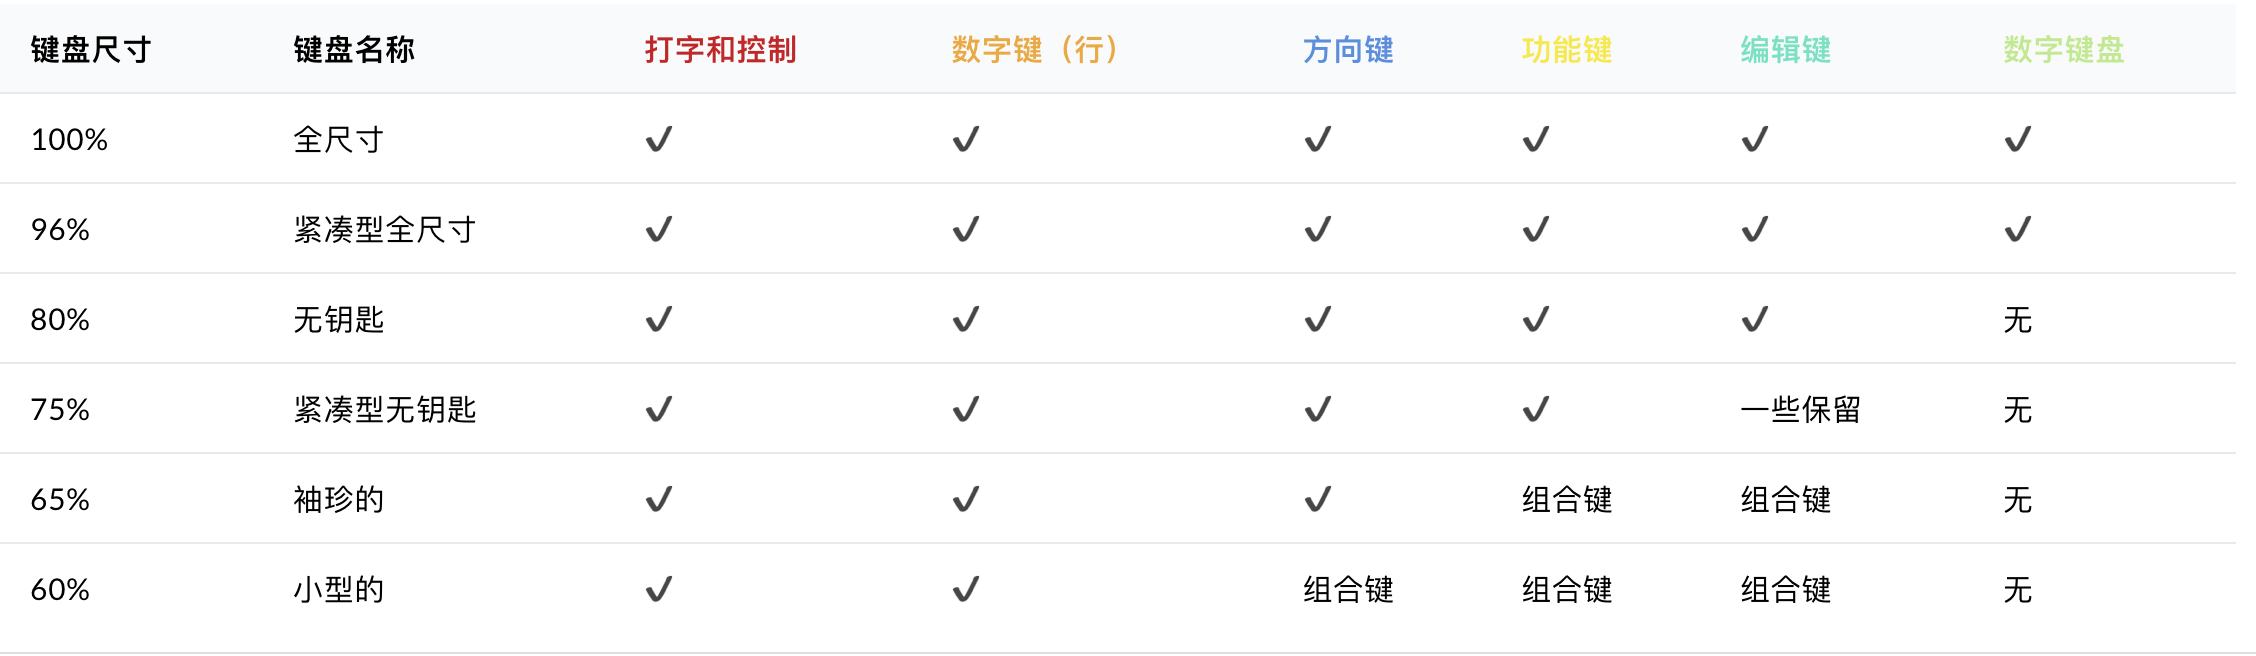 键盘尺寸 键盘名称 打字和控制 数字键（行） 方向键 功能键 编辑键 数字键盘
100% 全尺寸 ✓ ✓ ✓ ✓ ✓ ✓
96% 紧凑型全尺寸 ✓ ✓ ✓ ✓ ✓ ✓
80% 无钥匙 ✓ ✓ ✓ ✓ ✓ 无
75% 紧凑型无钥匙 ✓ ✓ ✓ ✓ 一些保留 无
65% 袖珍的 ✓ ✓ ✓ 组合键 组合键 无
60% 小型的 ✓ ✓ 组合键 组合键 组合键 无